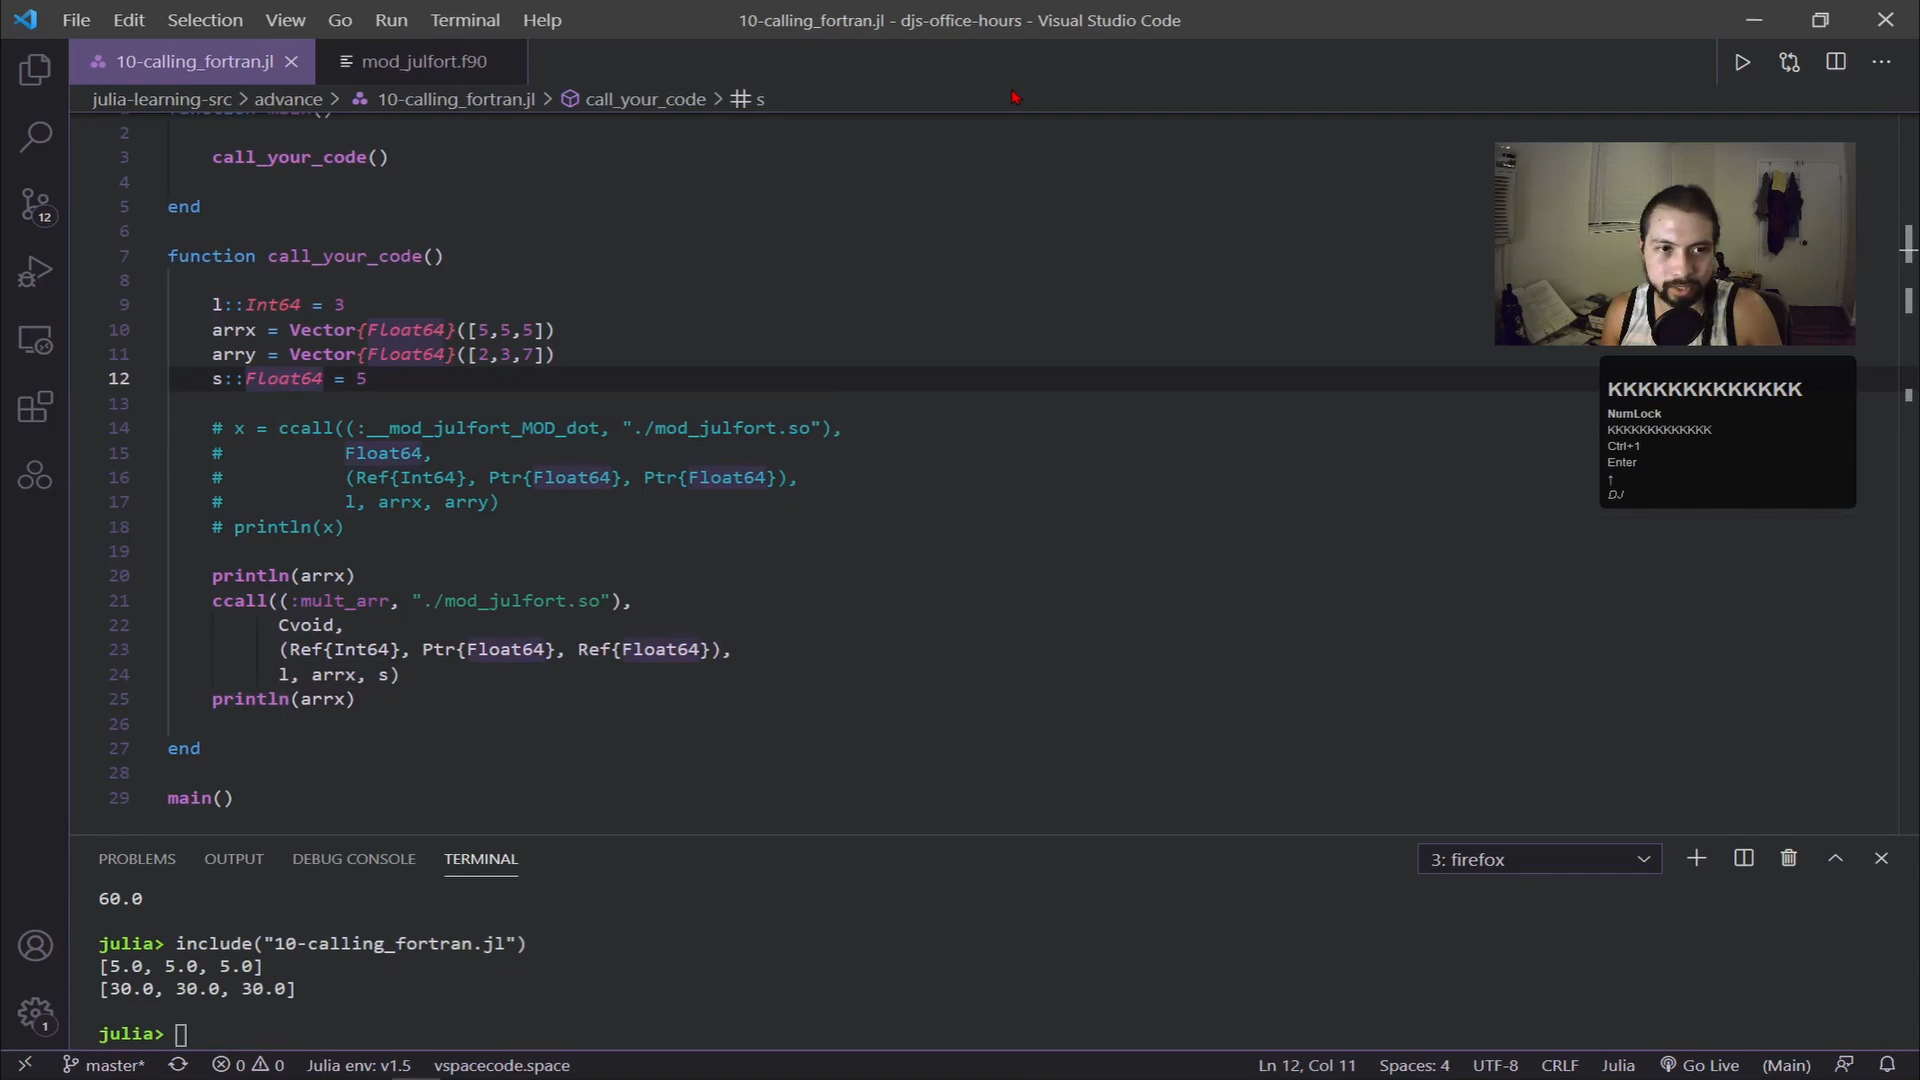 File Edit Selection View Go Run Terminal Help
10-calling_fortran.jl - djs-office-hours - Visual Studio Code
10-calling_fortran.jl
mod_julfort.f90
julia-learning-src > advance > 10-calling_fortran.jl > call_your_code > s
function main()
2
3 call_your_code()
4
5 end
6
7 function call_your_code()
8
9 l::Int64 = 3
10 arrx = Vector{Float64}([5,5,5])
11 arry = Vector{Float64}([2,3,7])
12 s::Float64 = 5
13
14 # x = ccall((:__mod_julfort_MOD_dot, "./mod_julfort.so"),
15 # Float64,
16 # (Ref{Int64}, Ptr{Float64}, Ptr{Float64}),
17 # l, arrx, arry)
18 # println(x)
19
20 println(arrx)
21 ccall((:mult_arr, "./mod_julfort.so"),
22 Cvoid,
23 (Ref{Int64}, Ptr{Float64}, Ref{Float64}),
24 l, arrx, s)
25 println(arrx)
26
27 end
28
29 main()
KKKKKKKKKKKKK
NumLock
KKKKKKKKKKKKK
Ctrl+1
Enter
↑
DJ
12
PROBLEMS OUTPUT DEBUG CONSOLE TERMINAL
3: firefox
60.0
julia> include("10-calling_fortran.jl")
[5.0, 5.0, 5.0]
[30.0, 30.0, 30.0]
julia>
1
master* 0 0 Julia env: v1.5 vspacecode.space
Ln 12, Col 11 Spaces: 4 UTF-8 CRLF Julia Go Live (Main)